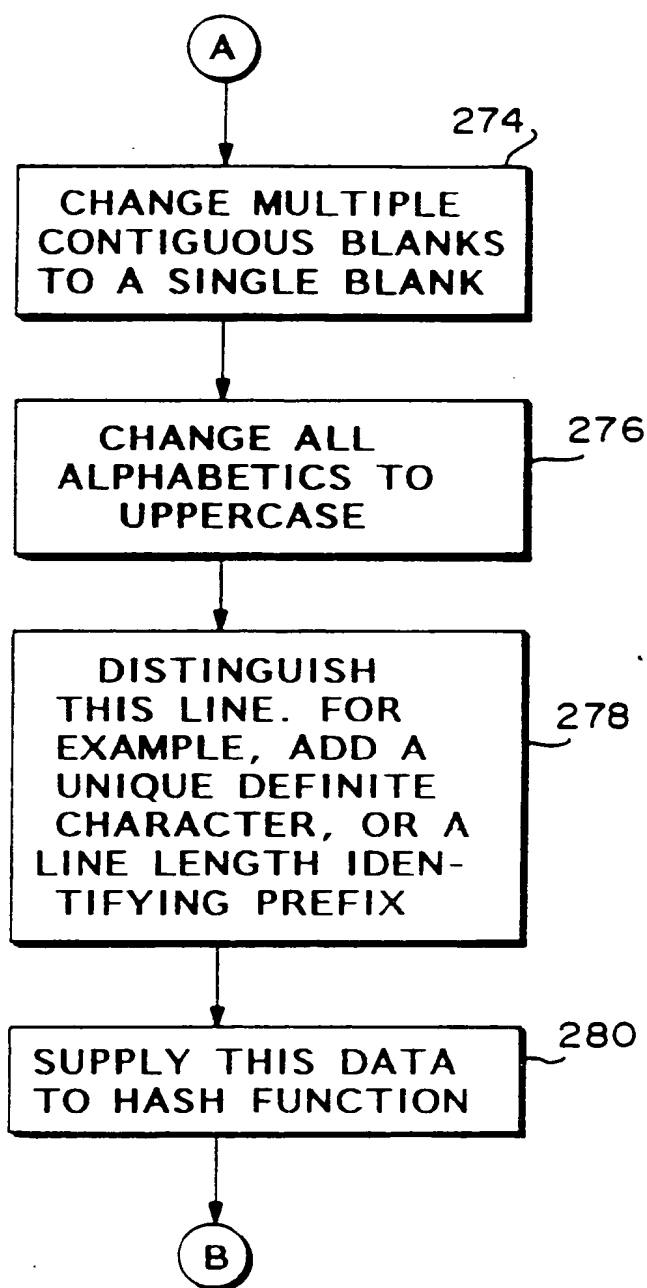 A
274
CHANGE MULTIPLE
CONTIGUOUS BLANKS
TO A SINGLE BLANK
276
CHANGE ALL
ALPHABETICS TO
UPPERCASE
278
DISTINGUISH
THIS LINE. FOR
EXAMPLE, ADD A
UNIQUE DEFINITE
CHARACTER, OR A
LINE LENGTH IDEN-
TIFYING PREFIX
280
SUPPLY THIS DATA
TO HASH FUNCTION
B